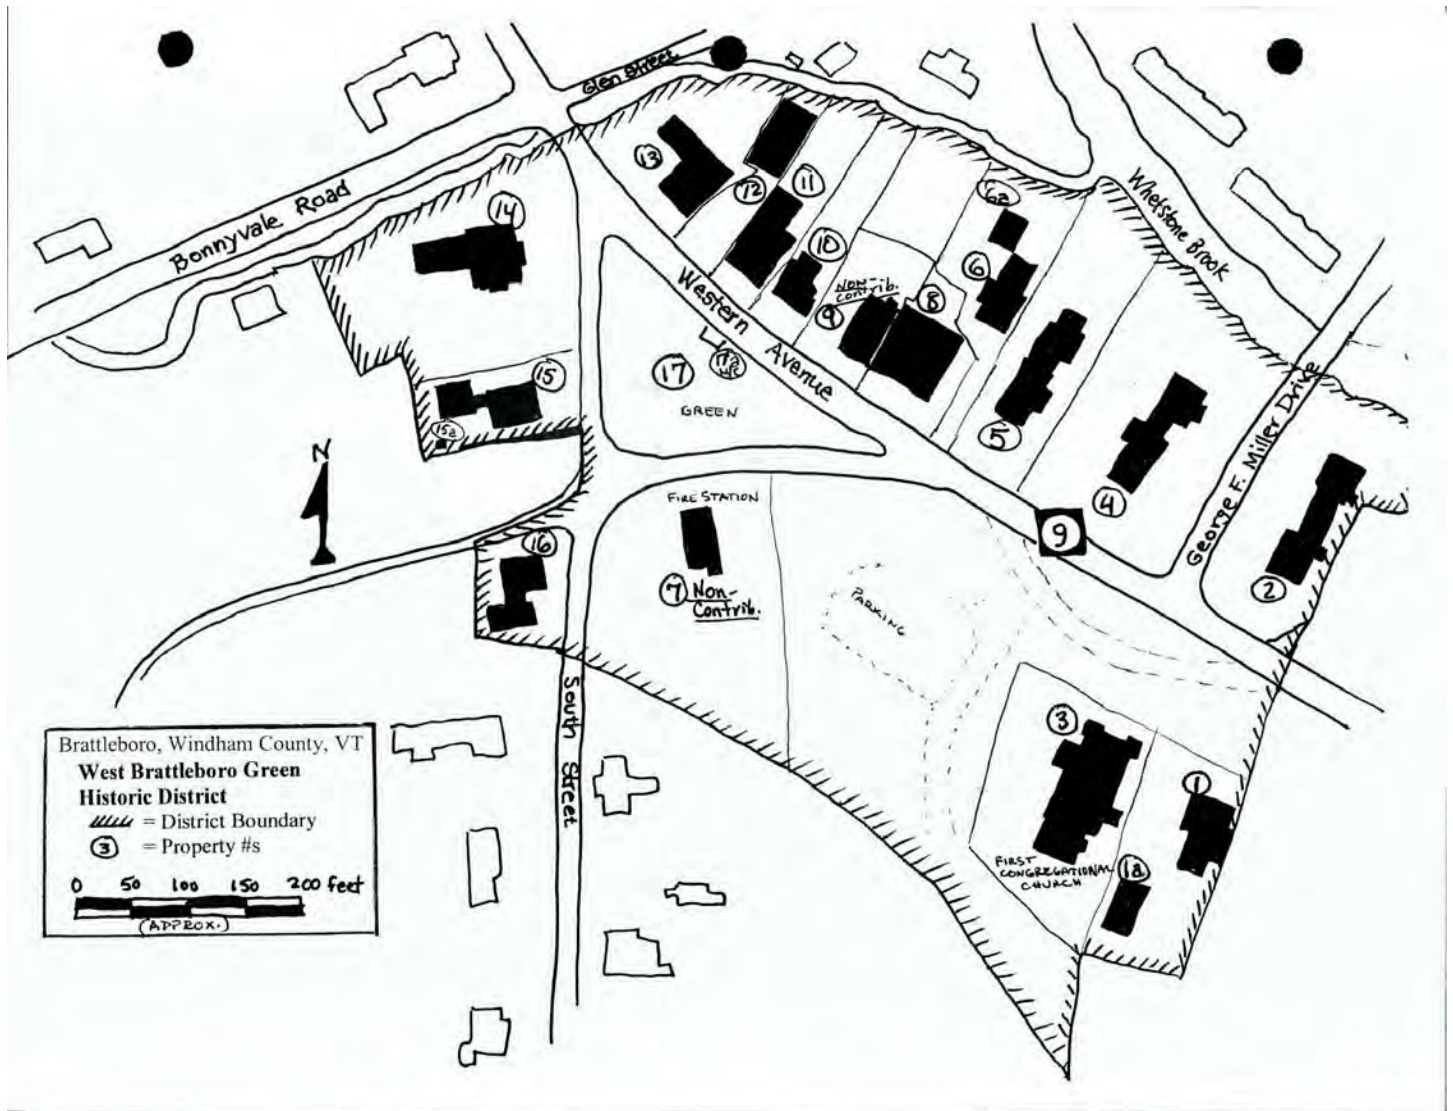 Glen Street
Bonnyvale Road
13
12
11
14
6a
10
6
Non-
Contrib.
8
9
Whetstone Brook
Western Avenue
17
GREEN
15
15a
5
4
George F. Miller Drive
N
FIRE STATION
9
2
16
7 Non-
Contrib.
PARKING
South Street
3
1
1a
FIRST
CONGREGATIONAL
CHURCH
Brattleboro, Windham County, VT
West Brattleboro Green
Historic District
= District Boundary
3 = Property #s
0 50 100 150 200 feet
(APPROX.)